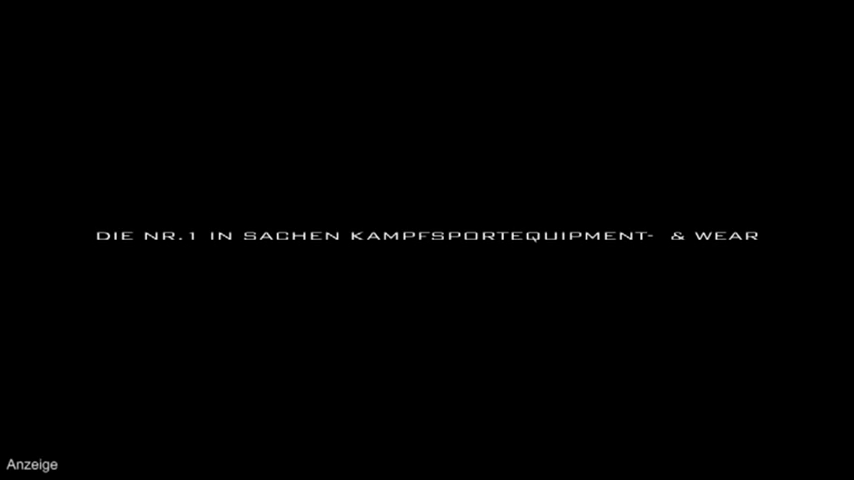 DIE NR.1 IN SACHEN KAMPFSPORTEQUIPMENT- & WEAR
Anzeige